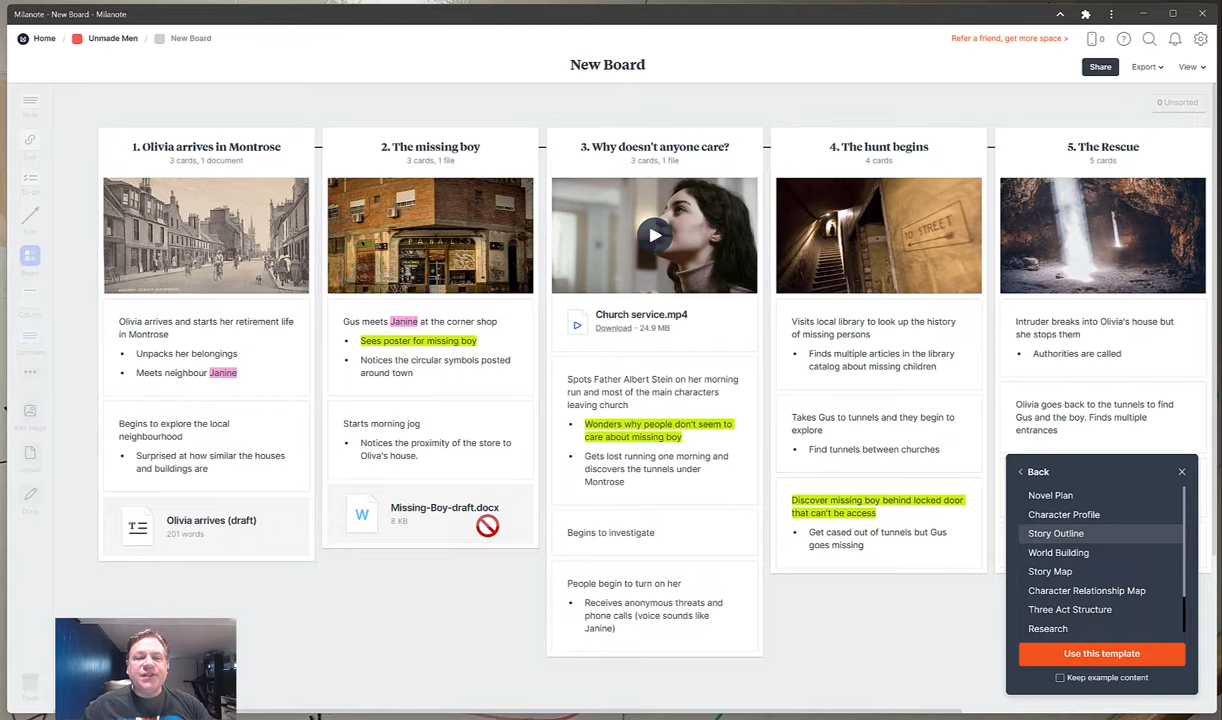 Milanote - New Board - Milanote
Home / Unmade Men / New Board
Refer a friend, get more space >
0
New Board
Share
Export
View
0 Unsorted
1. Olivia arrives in Montrose
3 cards, 1 document
Olivia arrives and starts her retirement life
in Montrose
• Unpacks her belongings
• Meets neighbour Janine
Begins to explore the local
neighbourhood
• Surprised at how similar the houses
and buildings are
Olivia arrives (draft)
201 words
2. The missing boy
3 cards, 1 file
Gus meets Janine at the corner shop
• Sees poster for missing boy
• Notices the circular symbols posted
around town
Starts morning jog
• Notices the proximity of the store to
Oliva's house.
W
Missing-Boy-draft.docx
8 KB
3. Why doesn't anyone care?
3 cards, 1 file
Church service.mp4
Download - 24.9 MB
Spots Father Albert Stein on her morning
run and most of the main characters
leaving church
• Wonders why people don't seem to
care about missing boy
• Gets lost running one morning and
discovers the tunnels under
Montrose
Begins to investigate
People begin to turn on her
• Receives anonymous threats and
phone calls (voice sounds like
Janine)
4. The hunt begins
4 cards
TO STREET
Visits local library to look up the history
of missing persons
• Finds multiple articles in the library
catalog about missing children
Takes Gus to tunnels and they begin to
explore
• Find tunnels between churches
Discover missing boy behind locked door
that can't be access
• Get cased out of tunnels but Gus
goes missing
5. The Rescue
5 cards
Intruder breaks into Olivia's house but
she stops them
• Authorities are called
Olivia goes back to the tunnels to find
Gus and the boy. Finds multiple
entrances
Back
Novel Plan
Character Profile
Story Outline
World Building
Story Map
Character Relationship Map
Three Act Structure
Research
Use this template
Keep example content